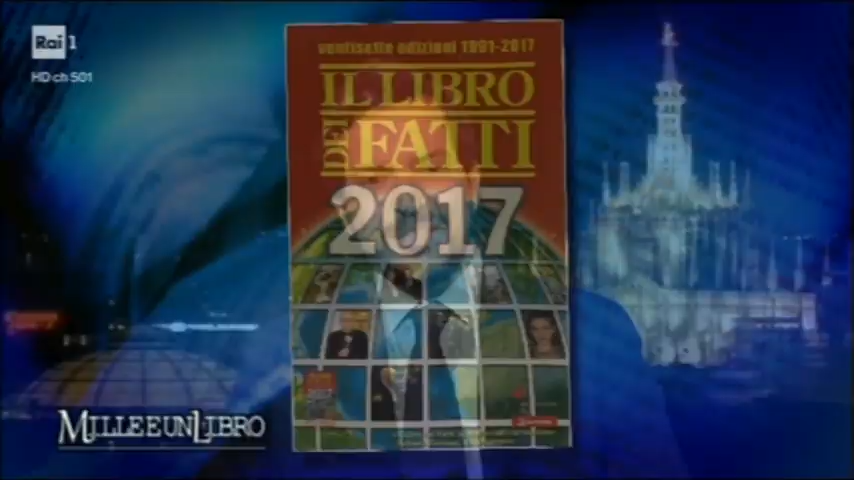 Rai 1
HD ch 501
ventisette edizioni 1991-2017
IL LIBRO
DEI FATTI
2017
MILLEEUNLIBRO